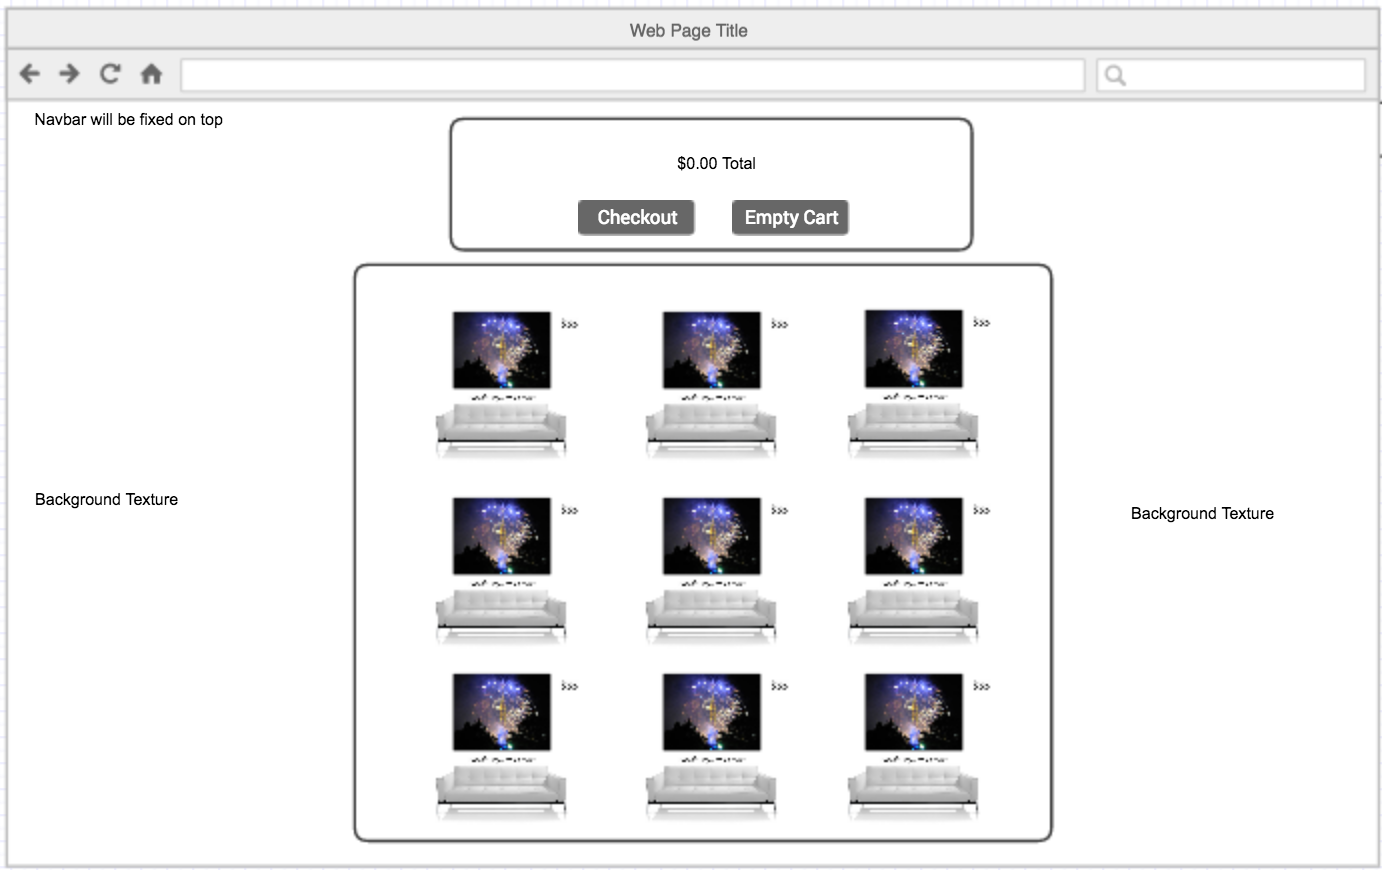 Web Page Title
Navbar will be fixed on top
$0.00 Total
Checkout
Empty Cart
Background Texture
Background Texture